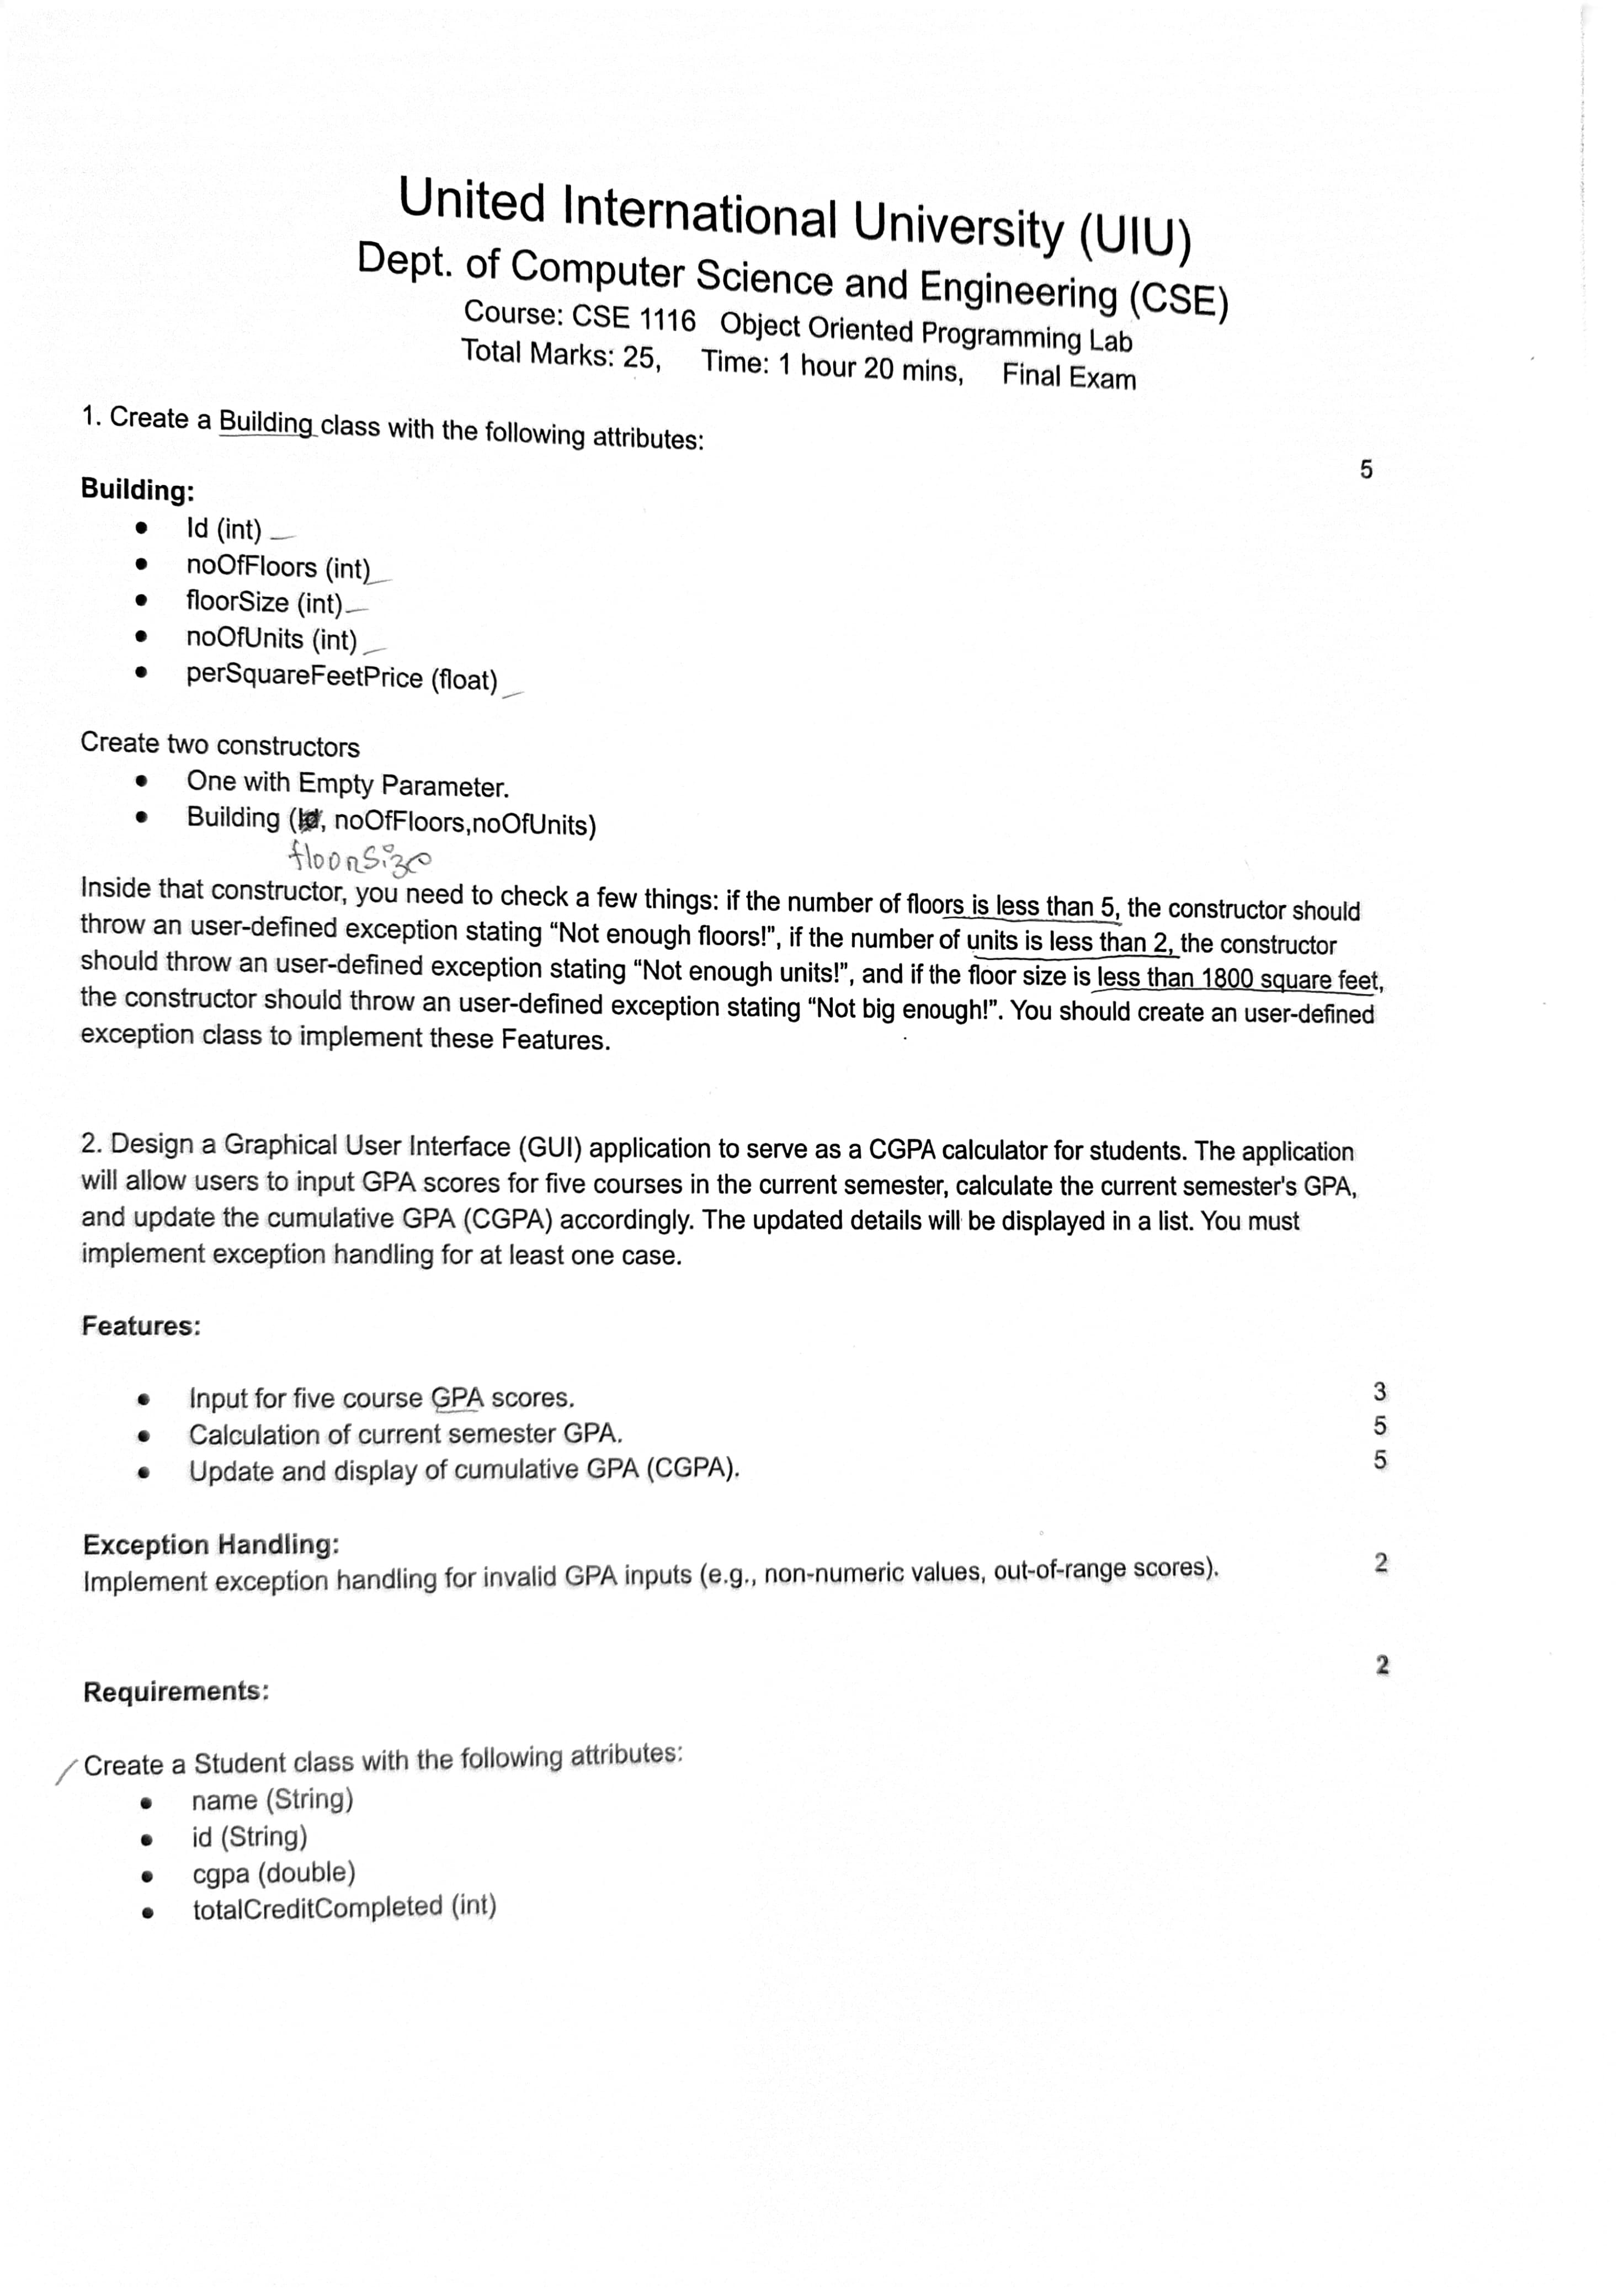 United International University (UIU)
Dept. of Computer Science and Engineering (CSE)
Course: CSE 1116 Object Oriented Programming Lab
Total Marks: 25, Time: 1 hour 20 mins, Final Exam
1. Create a Building class with the following attributes:
5
Building:
• Id (int)
• noOfFloors (int)
• floorSize (int)
• noOfUnits (int)
• perSquareFeetPrice (float)
Create two constructors
• One with Empty Parameter.
• Building (Id, noOfFloors,noOfUnits)
floorSize
Inside that constructor, you need to check a few things: if the number of floors is less than 5, the constructor should
throw an user-defined exception stating “Not enough floors!”, if the number of units is less than 2, the constructor
should throw an user-defined exception stating “Not enough units!”, and if the floor size is less than 1800 square feet,
the constructor should throw an user-defined exception stating “Not big enough!”. You should create an user-defined
exception class to implement these Features.
2. Design a Graphical User Interface (GUI) application to serve as a CGPA calculator for students. The application
will allow users to input GPA scores for five courses in the current semester, calculate the current semester's GPA,
and update the cumulative GPA (CGPA) accordingly. The updated details will be displayed in a list. You must
implement exception handling for at least one case.
Features:
• Input for five course GPA scores. 3
• Calculation of current semester GPA. 5
• Update and display of cumulative GPA (CGPA). 5
Exception Handling:
Implement exception handling for invalid GPA inputs (e.g., non-numeric values, out-of-range scores). 2
2
Requirements:
Create a Student class with the following attributes:
• name (String)
• id (String)
• cgpa (double)
• totalCreditCompleted (int)